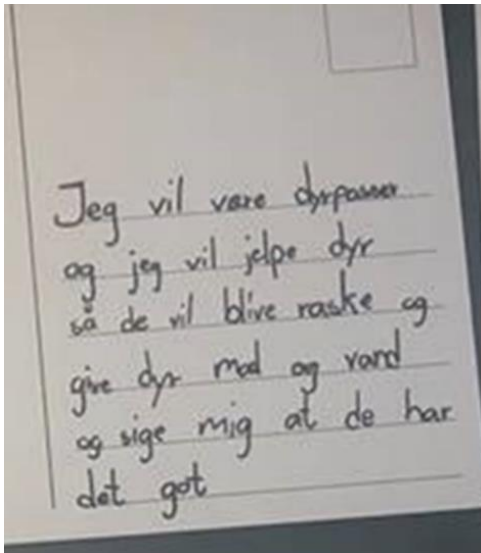 Jeg vil være dyrpasser
og jeg vil jelpe dyr
så de vil blive raske og
give dyr mad og vand
og sige mig at de har
det got